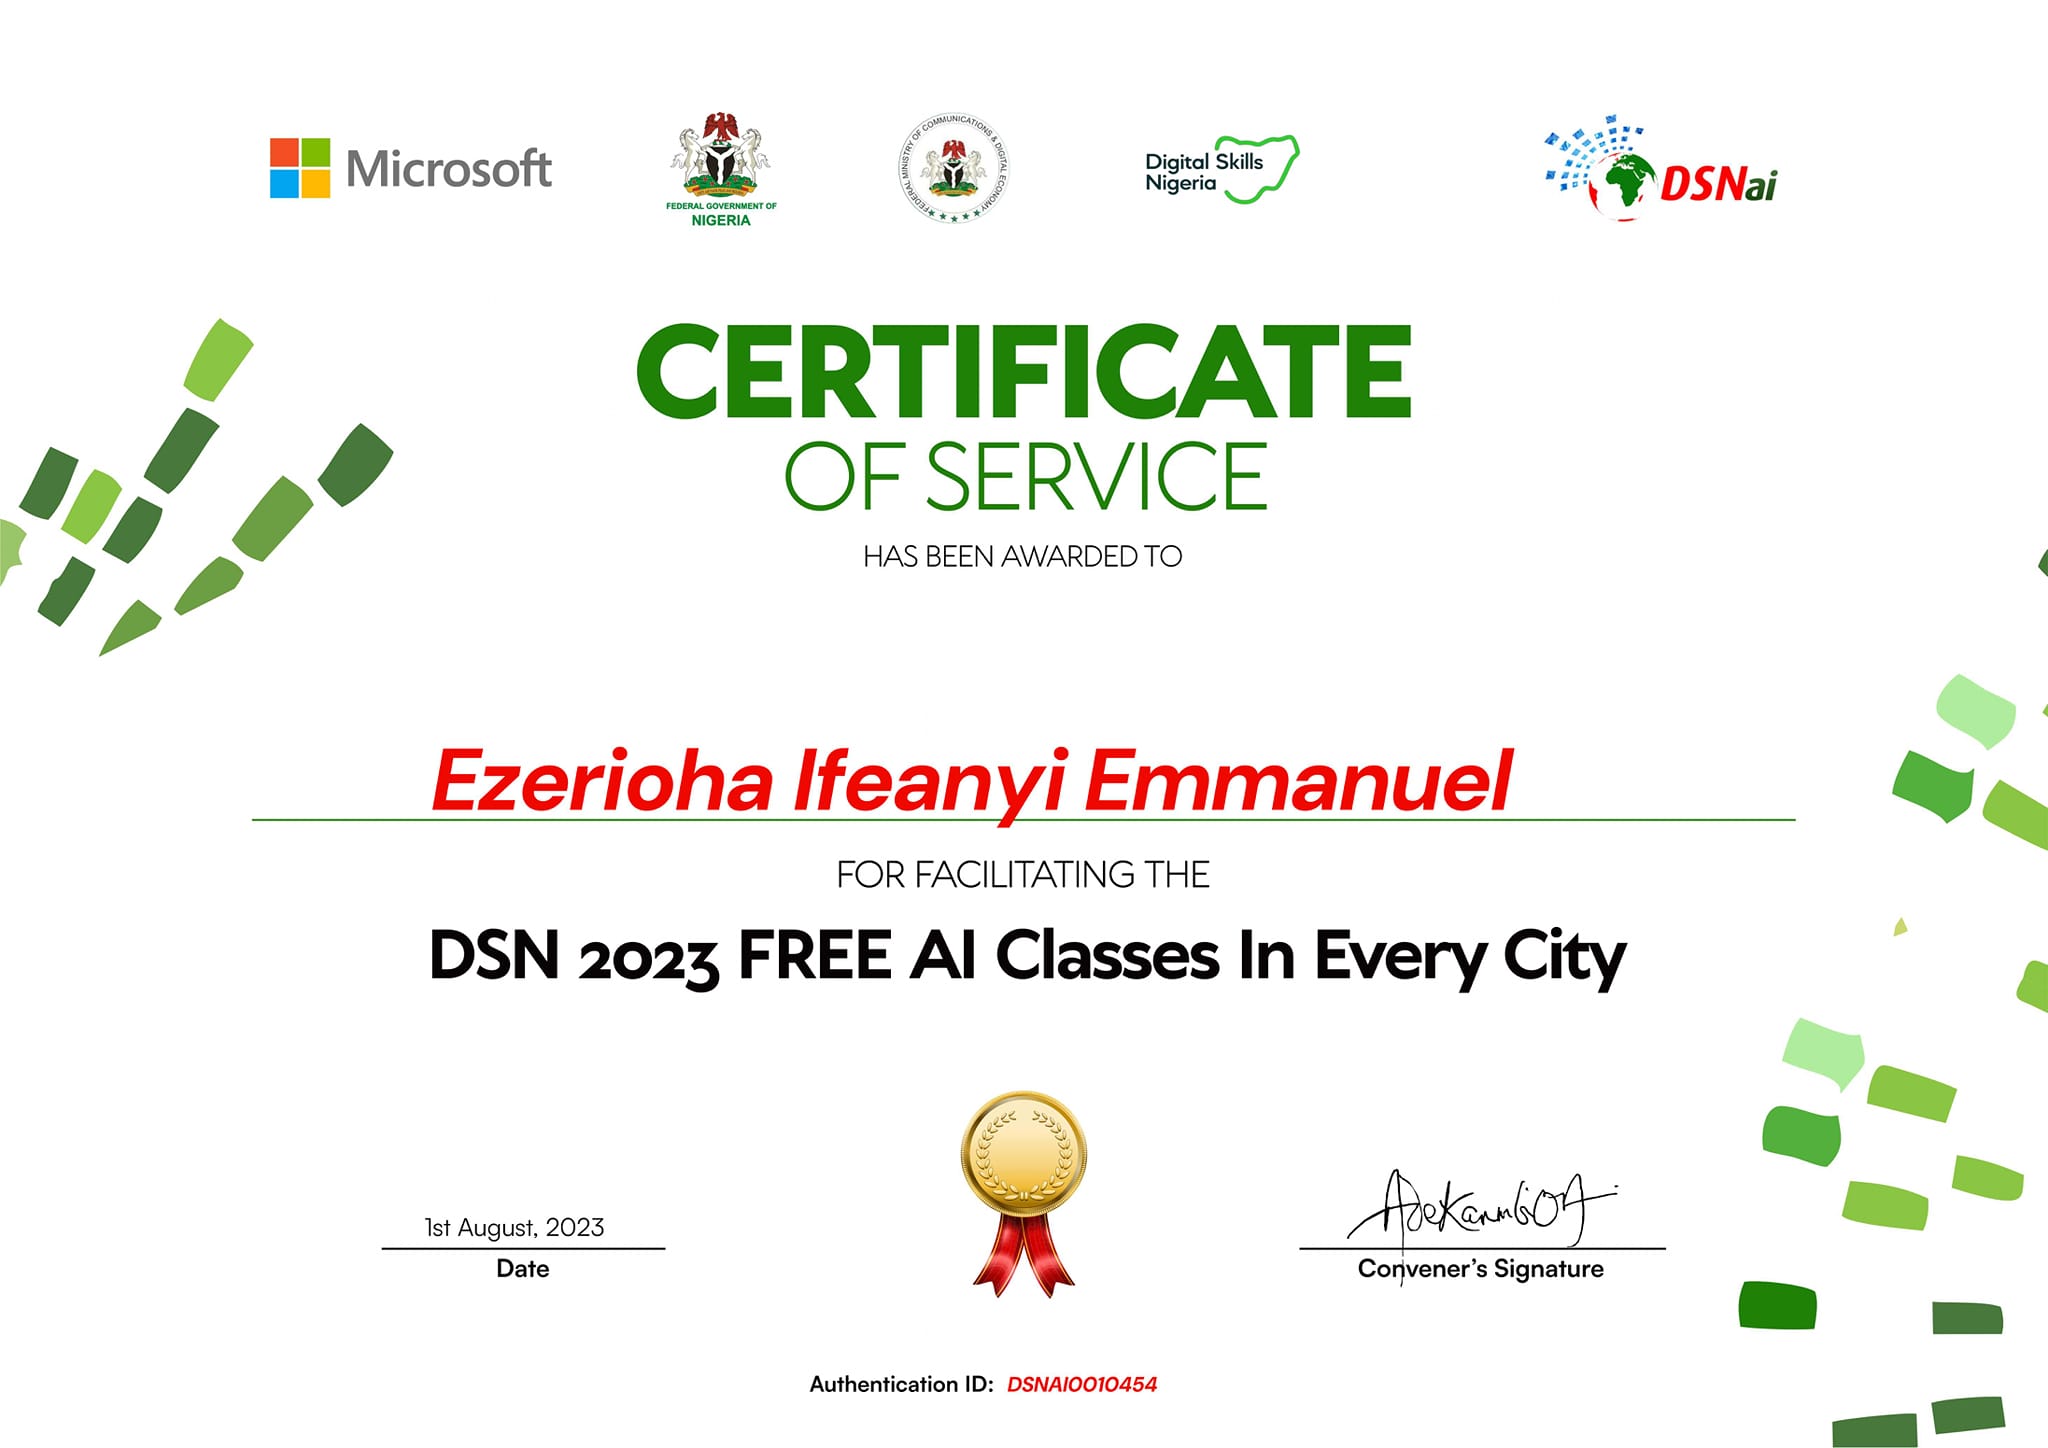 Microsoft
FEDERAL GOVERNMENT OF
NIGERIA
FEDERAL MINISTRY OF COMMUNICATIONS & DIGITAL ECONOMY
Digital Skills
Nigeria
DSNai
CERTIFICATE
OF SERVICE
HAS BEEN AWARDED TO
Ezerioha Ifeanyi Emmanuel
FOR FACILITATING THE
DSN 2023 FREE AI Classes In Every City
1st August, 2023
Date
AdeKanmbiOA
Convener's Signature
Authentication ID: DSNAI0010454